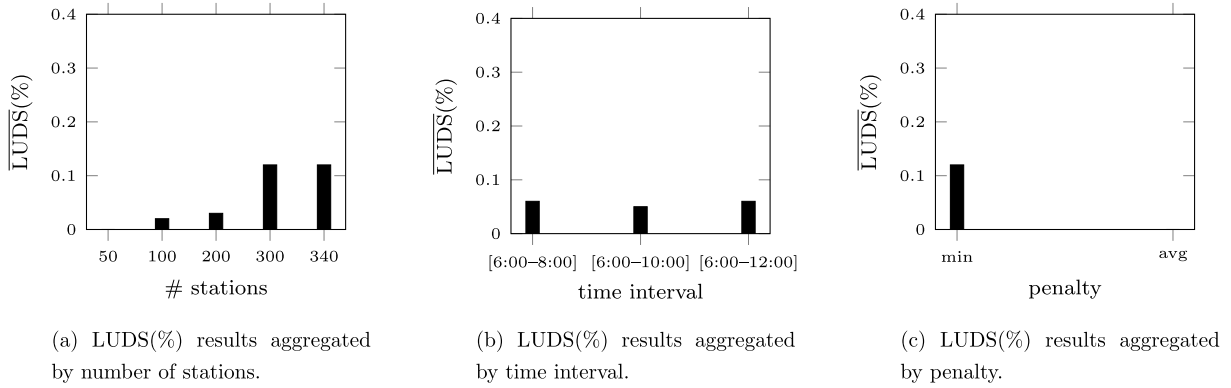 0.4
0.3
0.2
0.1
0
LUDS(%)
50 100 200 300 340
# stations
(a) LUDS(%) results aggregated
by number of stations.
0.4
0.3
0.2
0.1
0
LUDS(%)
[6:00–8:00] [6:00–10:00] [6:00–12:00]
time interval
(b) LUDS(%) results aggregated
by time interval.
0.4
0.3
0.2
0.1
0
LUDS(%)
min avg
penalty
(c) LUDS(%) results aggregated
by penalty.